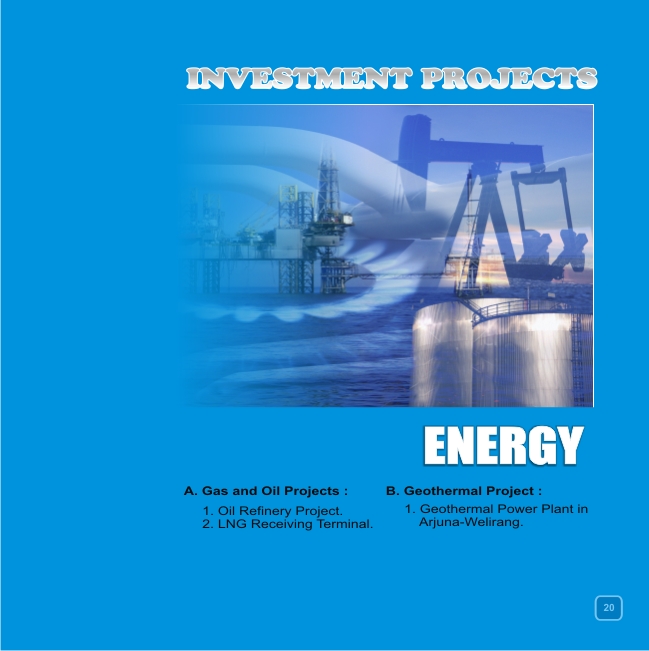 INVESTMENT PROJECTS
ENERGY
A. Gas and Oil Projects :
1. Oil Refinery Project.
2. LNG Receiving Terminal.
B. Geothermal Project :
1. Geothermal Power Plant in
Arjuna-Welirang.
20